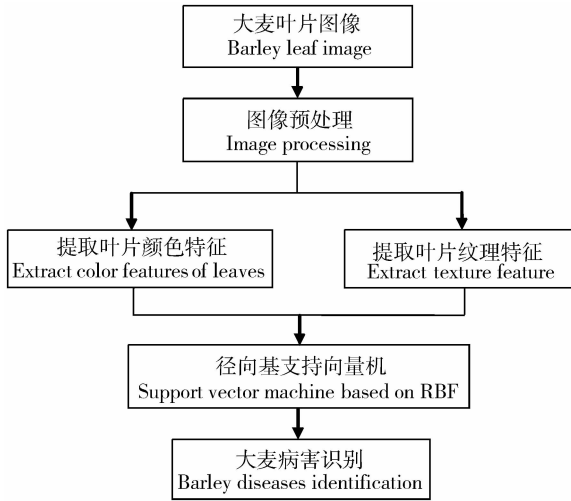 大麦叶片图像
Barley leaf image
图像预处理
Image processing
提取叶片颜色特征
Extract color features of leaves
提取叶片纹理特征
Extract texture feature
径向基支持向量机
Support vector machine based on RBF
大麦病害识别
Barley diseases identification